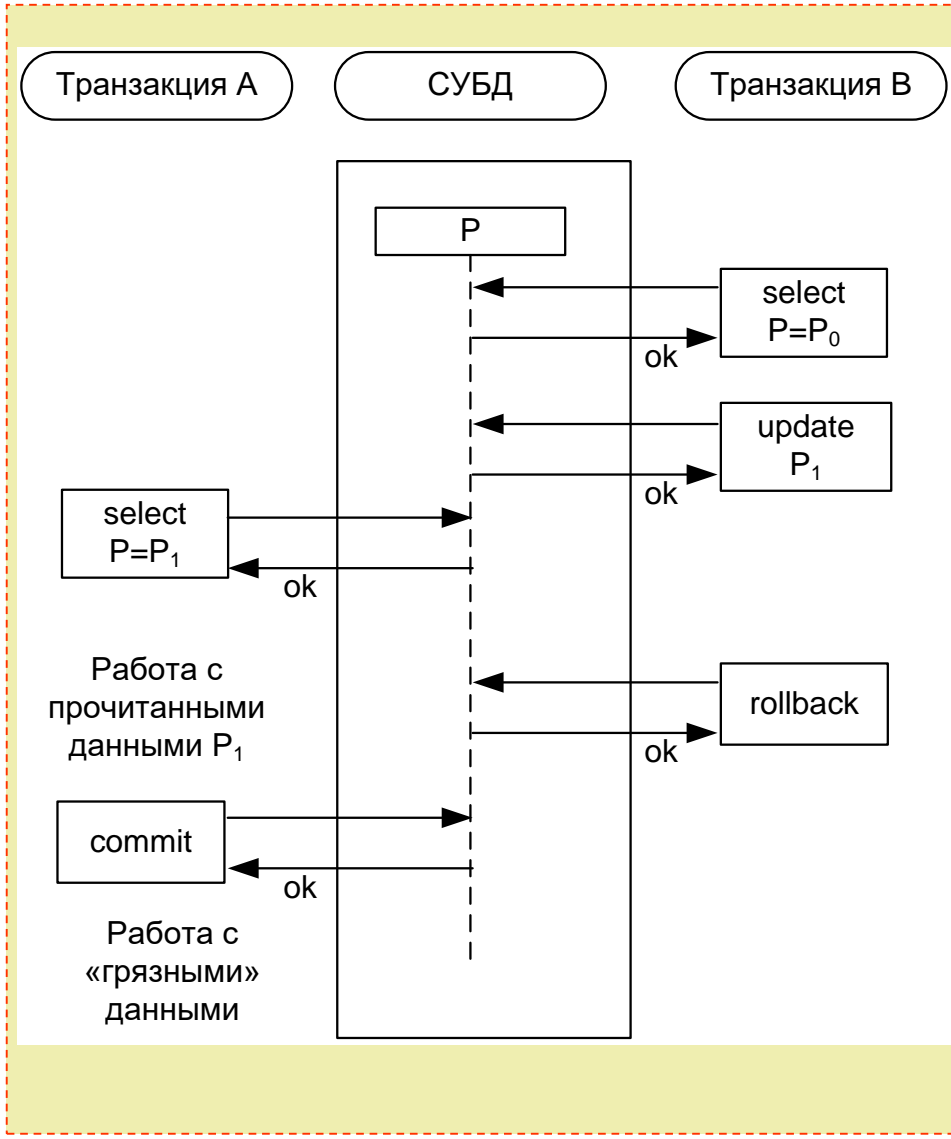 Транзакция A
СУБД
Транзакция B
P
select
P=P₀
ok
update
P₁
ok
select
P=P₁
ok
Работа с
прочитанными
данными P₁
rollback
ok
commit
ok
Работа с
«грязными»
данными